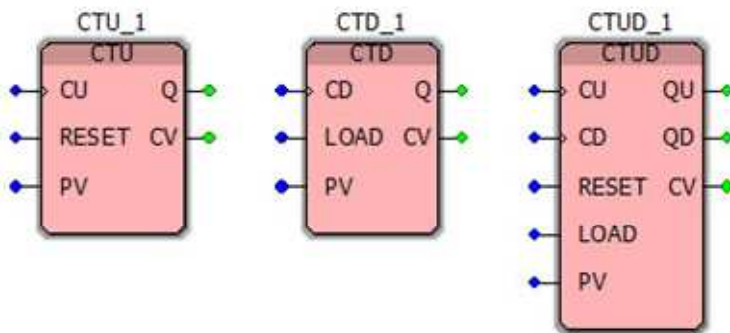 CTU_1
CTU
CU Q
RESET CV
PV
CTD_1
CTD
CD Q
LOAD CV
PV
CTUD_1
CTUD
CU QU
CD QD
RESET CV
LOAD
PV